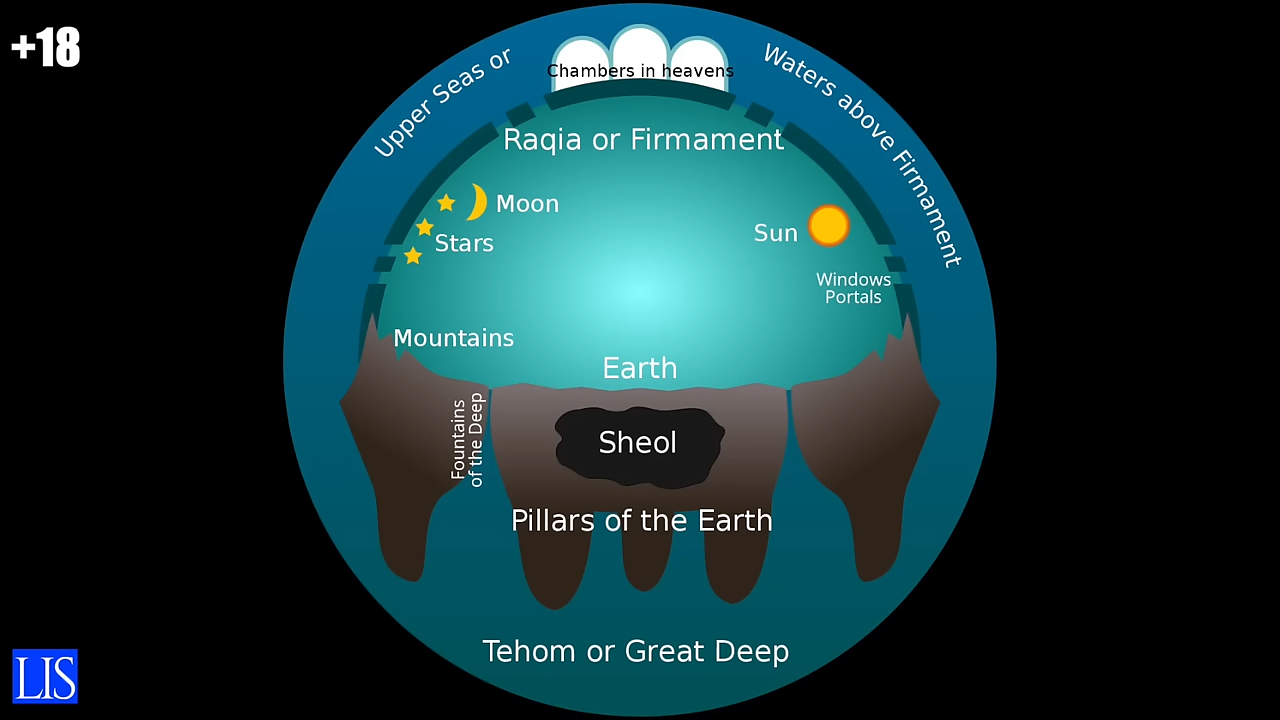 +18
Upper Seas or
Waters above Firmament
Chambers in heavens
Raqia or Firmament
Moon
Stars
Sun
Windows
Portals
Mountains
Earth
Fountains
of the Deep
Sheol
Pillars of the Earth
Tehom or Great Deep
LIS